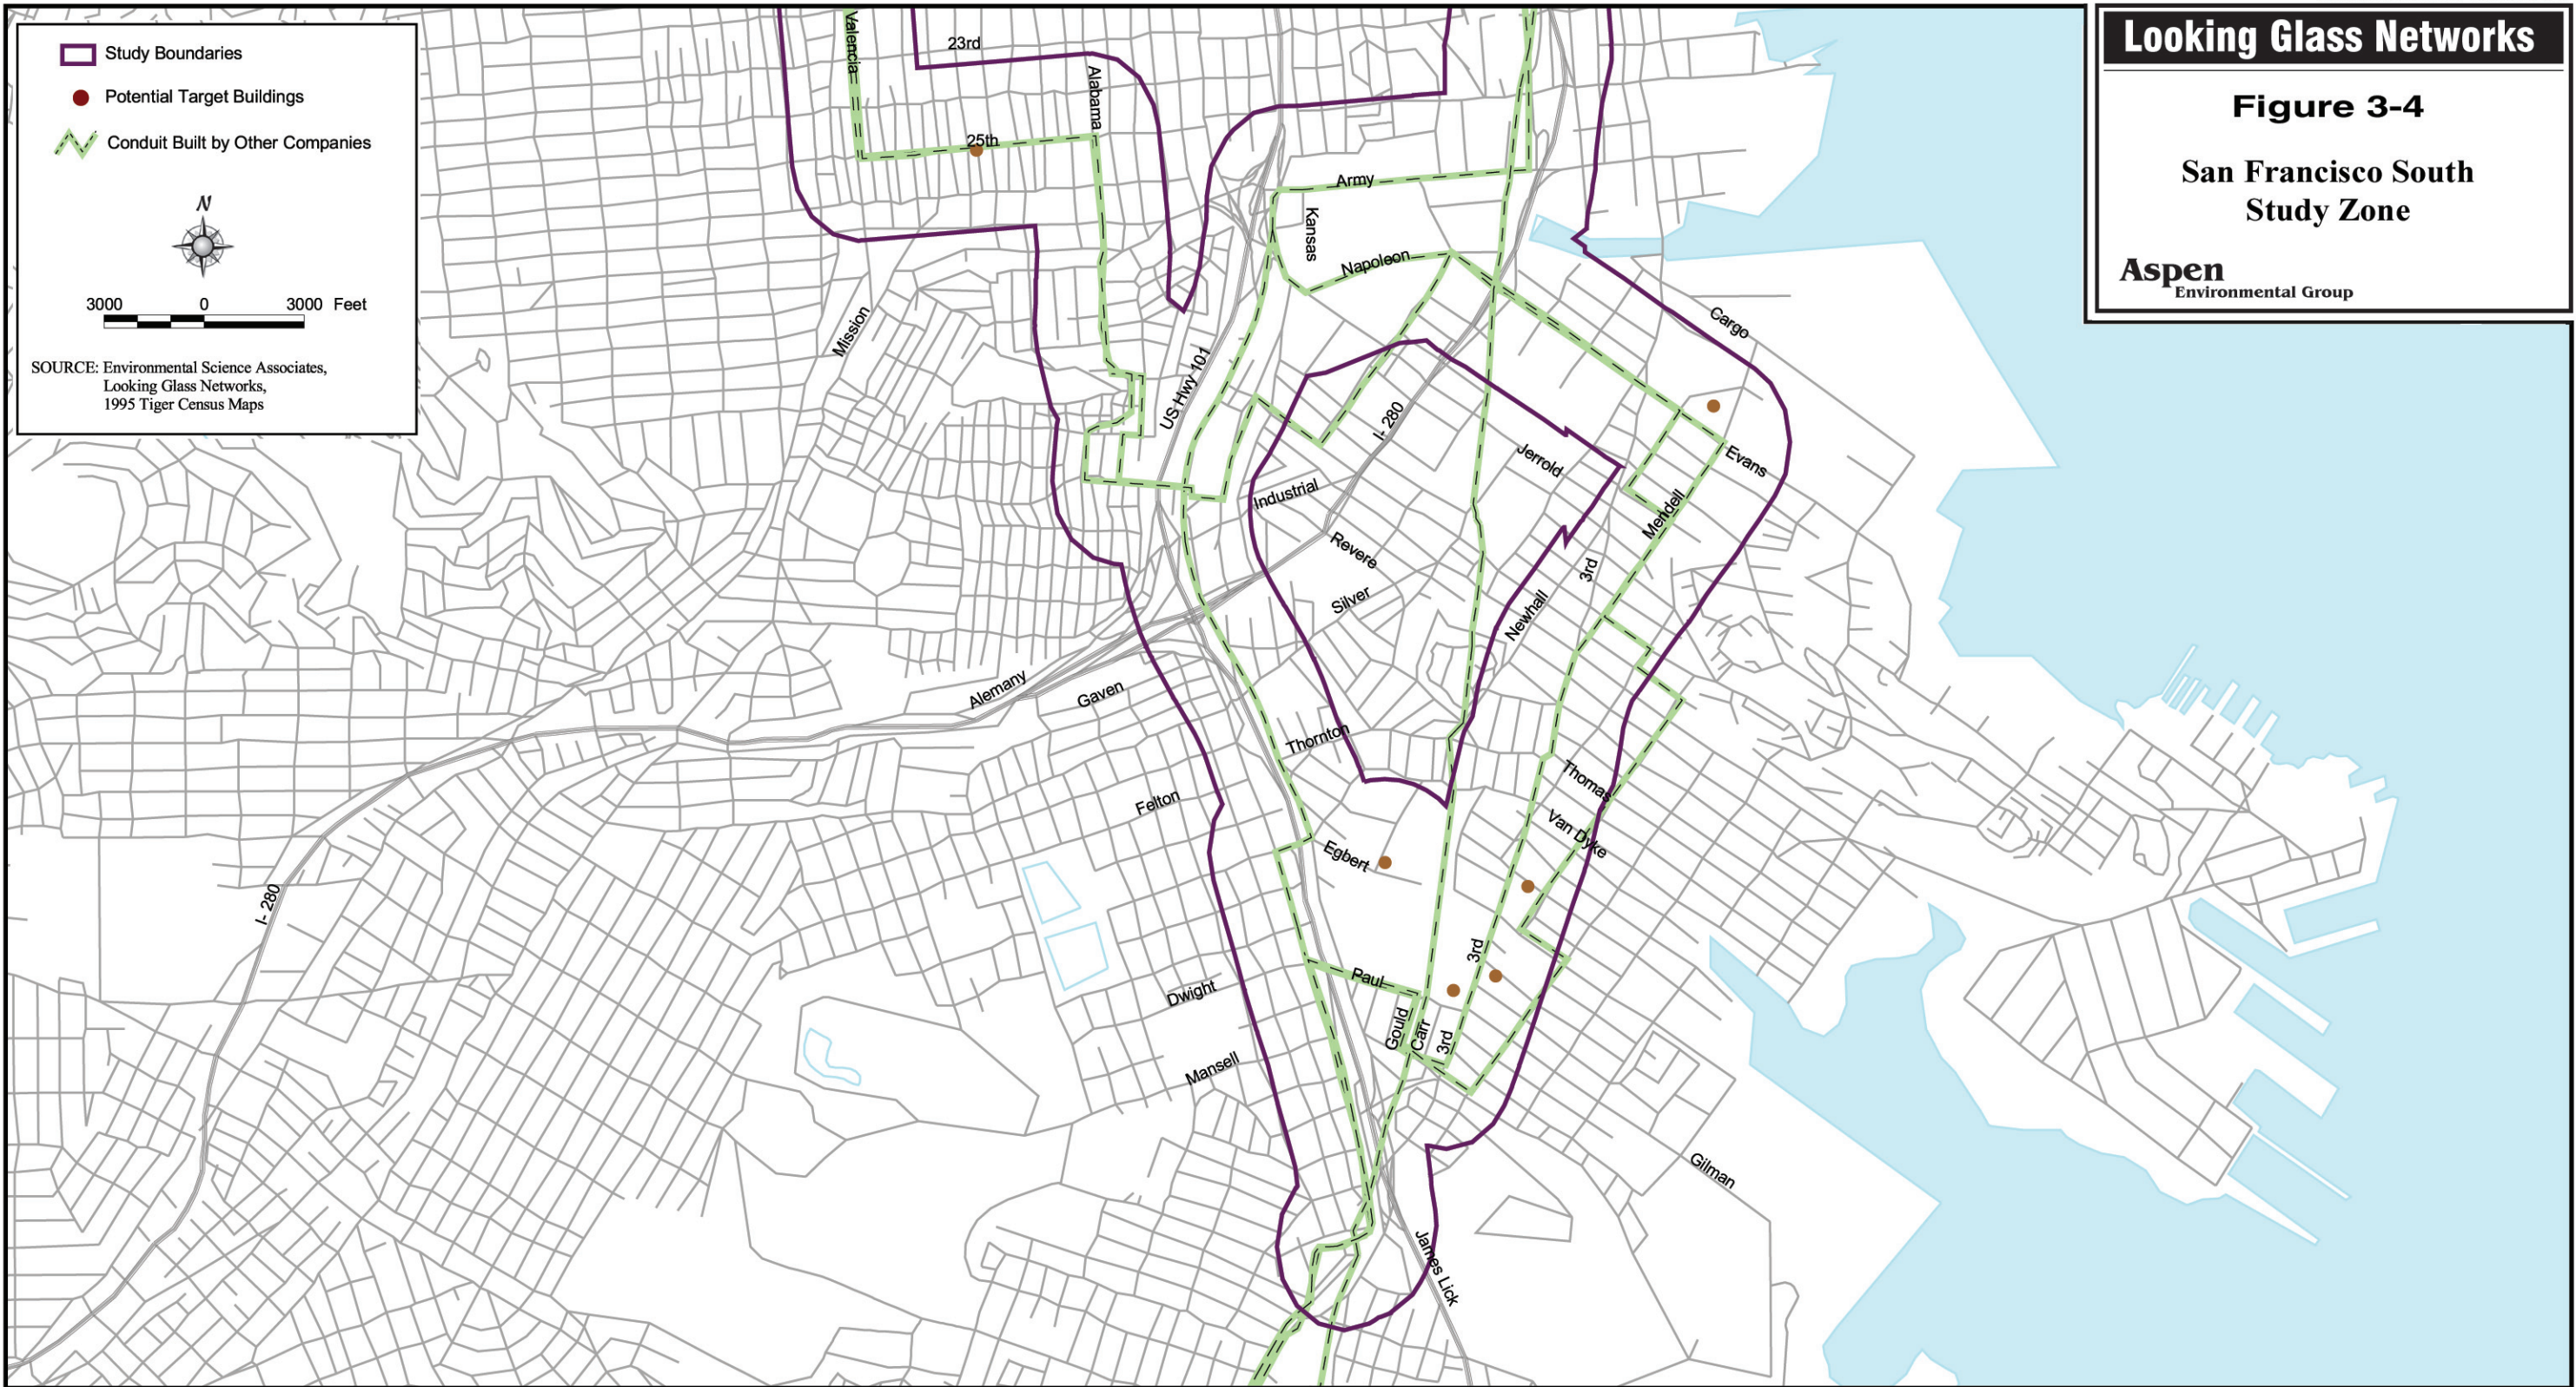 Study Boundaries
Potential Target Buildings
Conduit Built by Other Companies
N
3000 0 3000 Feet
SOURCE: Environmental Science Associates,
Looking Glass Networks,
1995 Tiger Census Maps
Looking Glass Networks
Figure 3-4
San Francisco South
Study Zone
Aspen
Environmental Group
Valencia
23rd
Alabama
25th
Army
Kansas
Napoleon
Cargo
Mission
US Hwy 101
I- 280
Jerrold
Evans
Industrial
Mendell
Revere
3rd
Silver
Newhall
Alemany
Gaven
Thornton
Thomas
Felton
Van Dyke
Egbert
I- 280
3rd
Paul
Dwight
Gould
Carr
3rd
Mansell
Gilman
James Lick